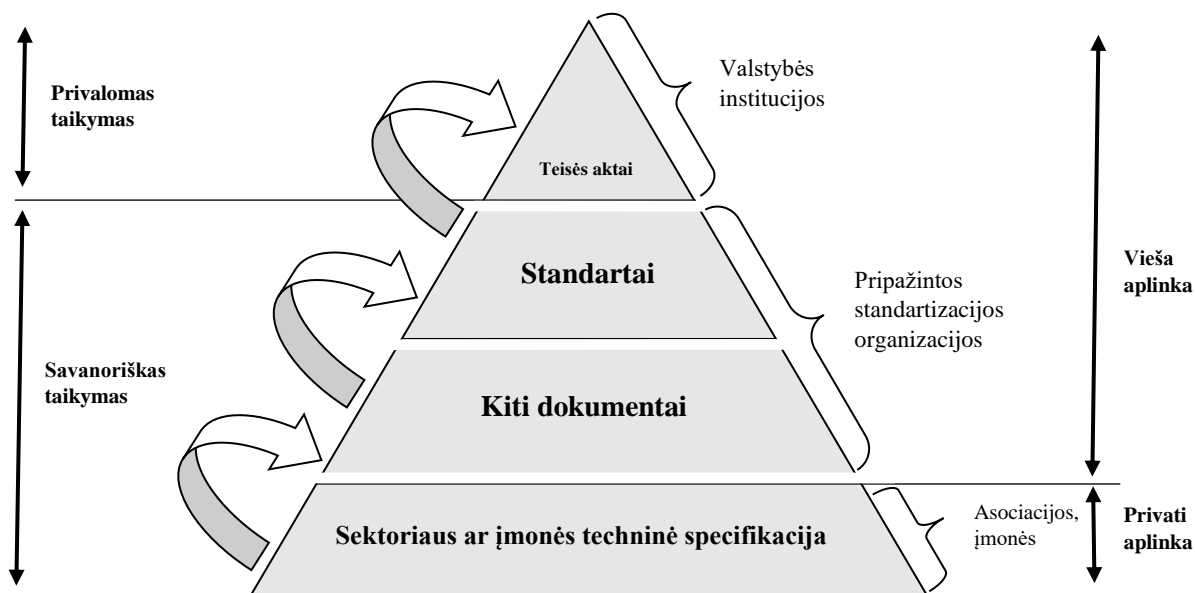 Privalomas
taikymas
Valstybės
institucijos
Teisės aktai
Standartai
Vieša
aplinka
Pripažintos
standartizacijos
organizacijos
Savanoriškas
taikymas
Kiti dokumentai
Sektoriaus ar įmonės techninė specifikacija
Asociacijos,
įmonės
Privati
aplinka